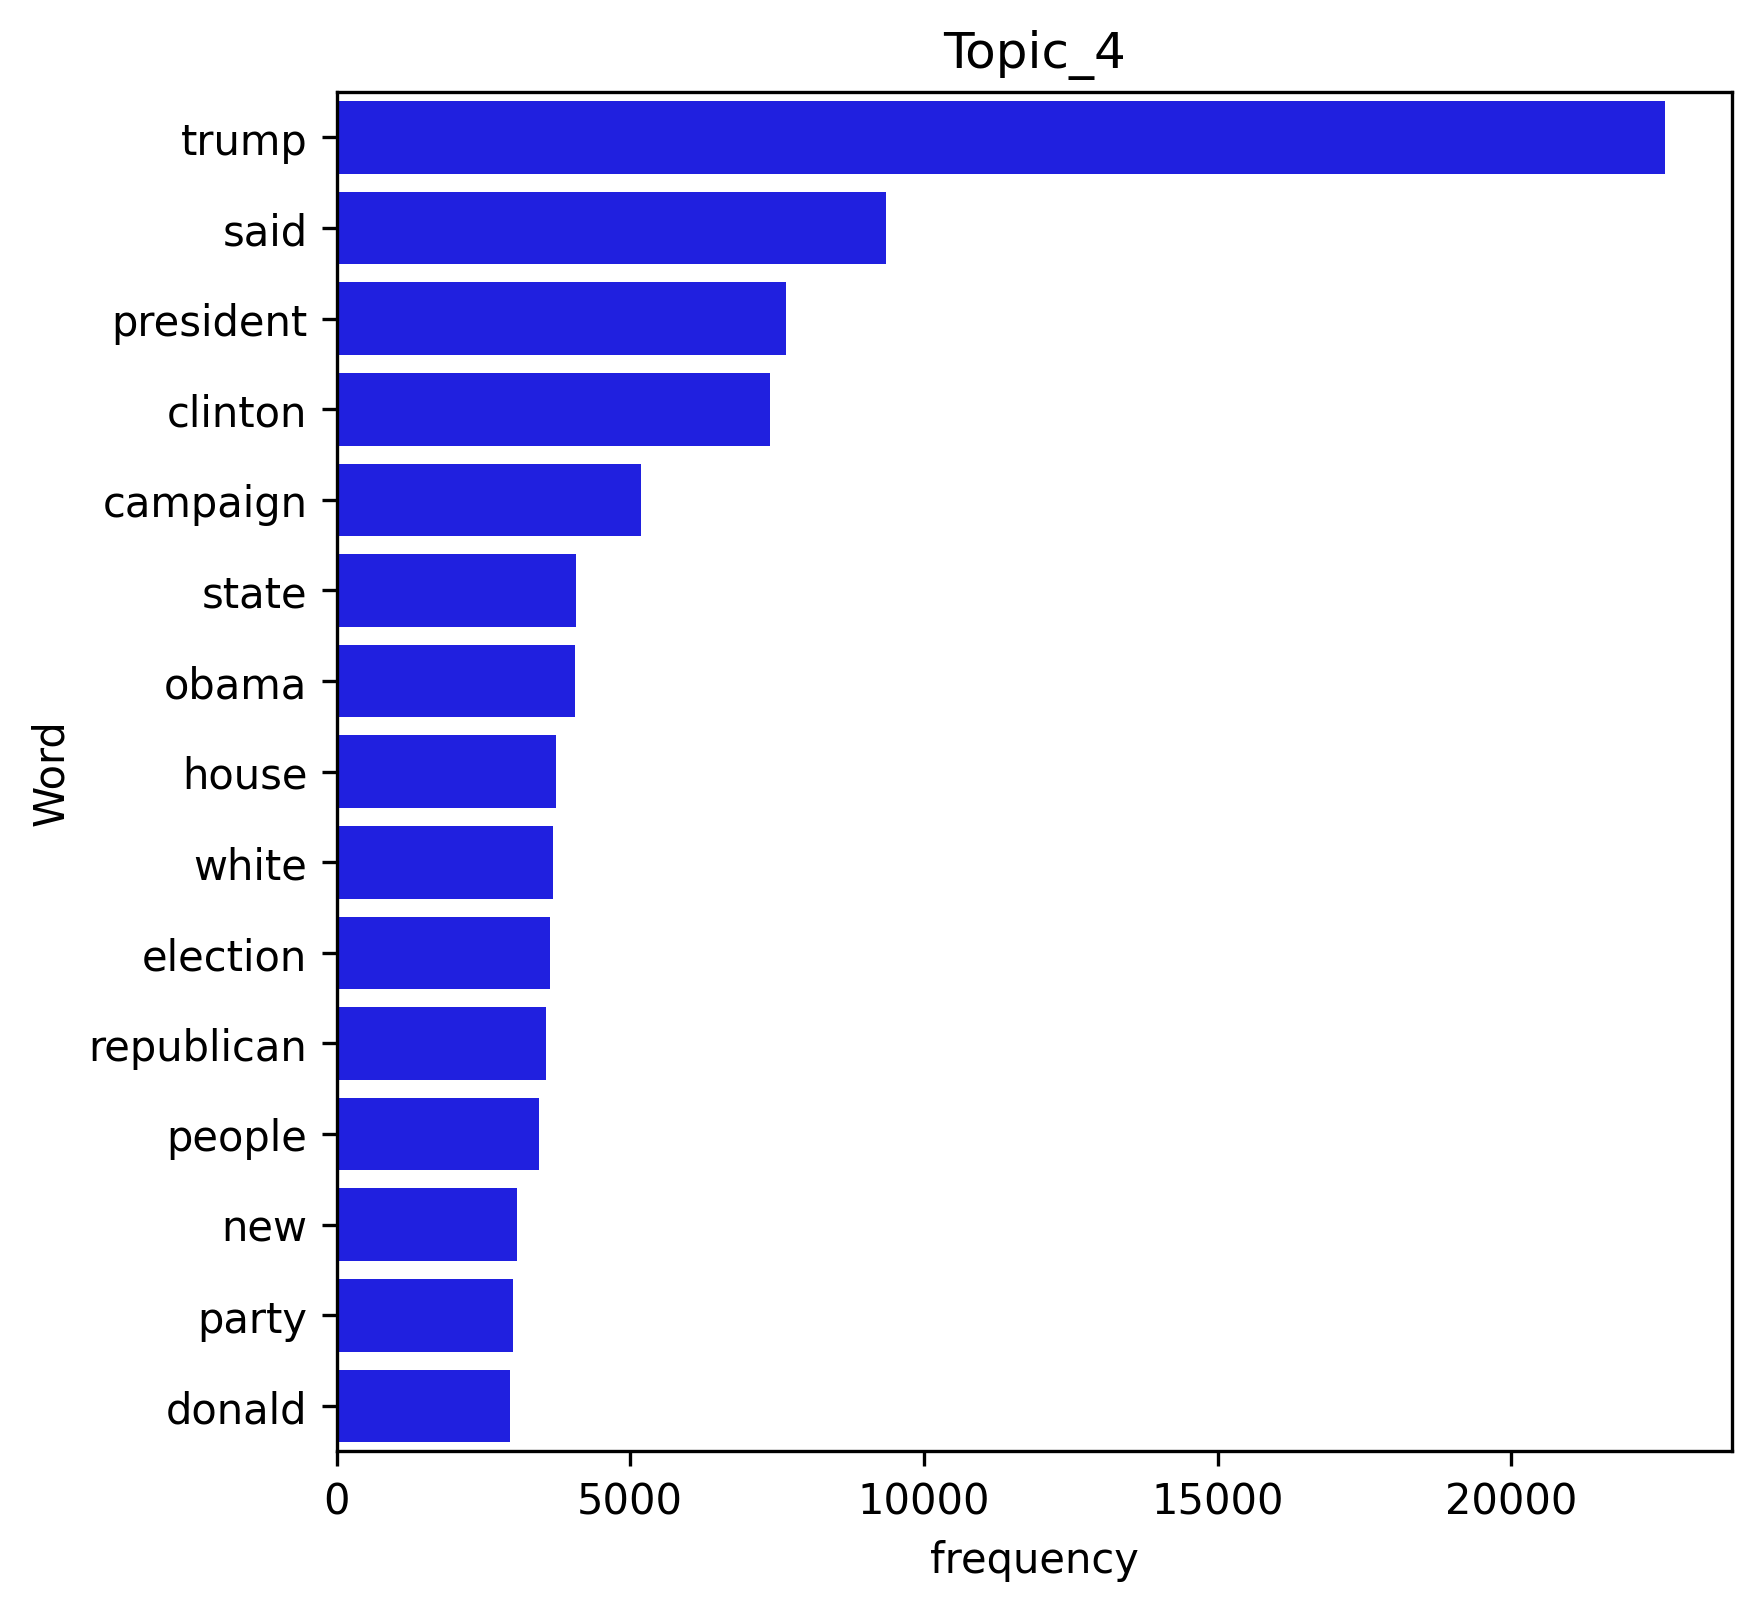 Topic_4
trump
said
president
clinton
campaign
state
obama
house
white
election
republican
people
new
party
donald
Word
0 5000 10000 15000 20000
frequency